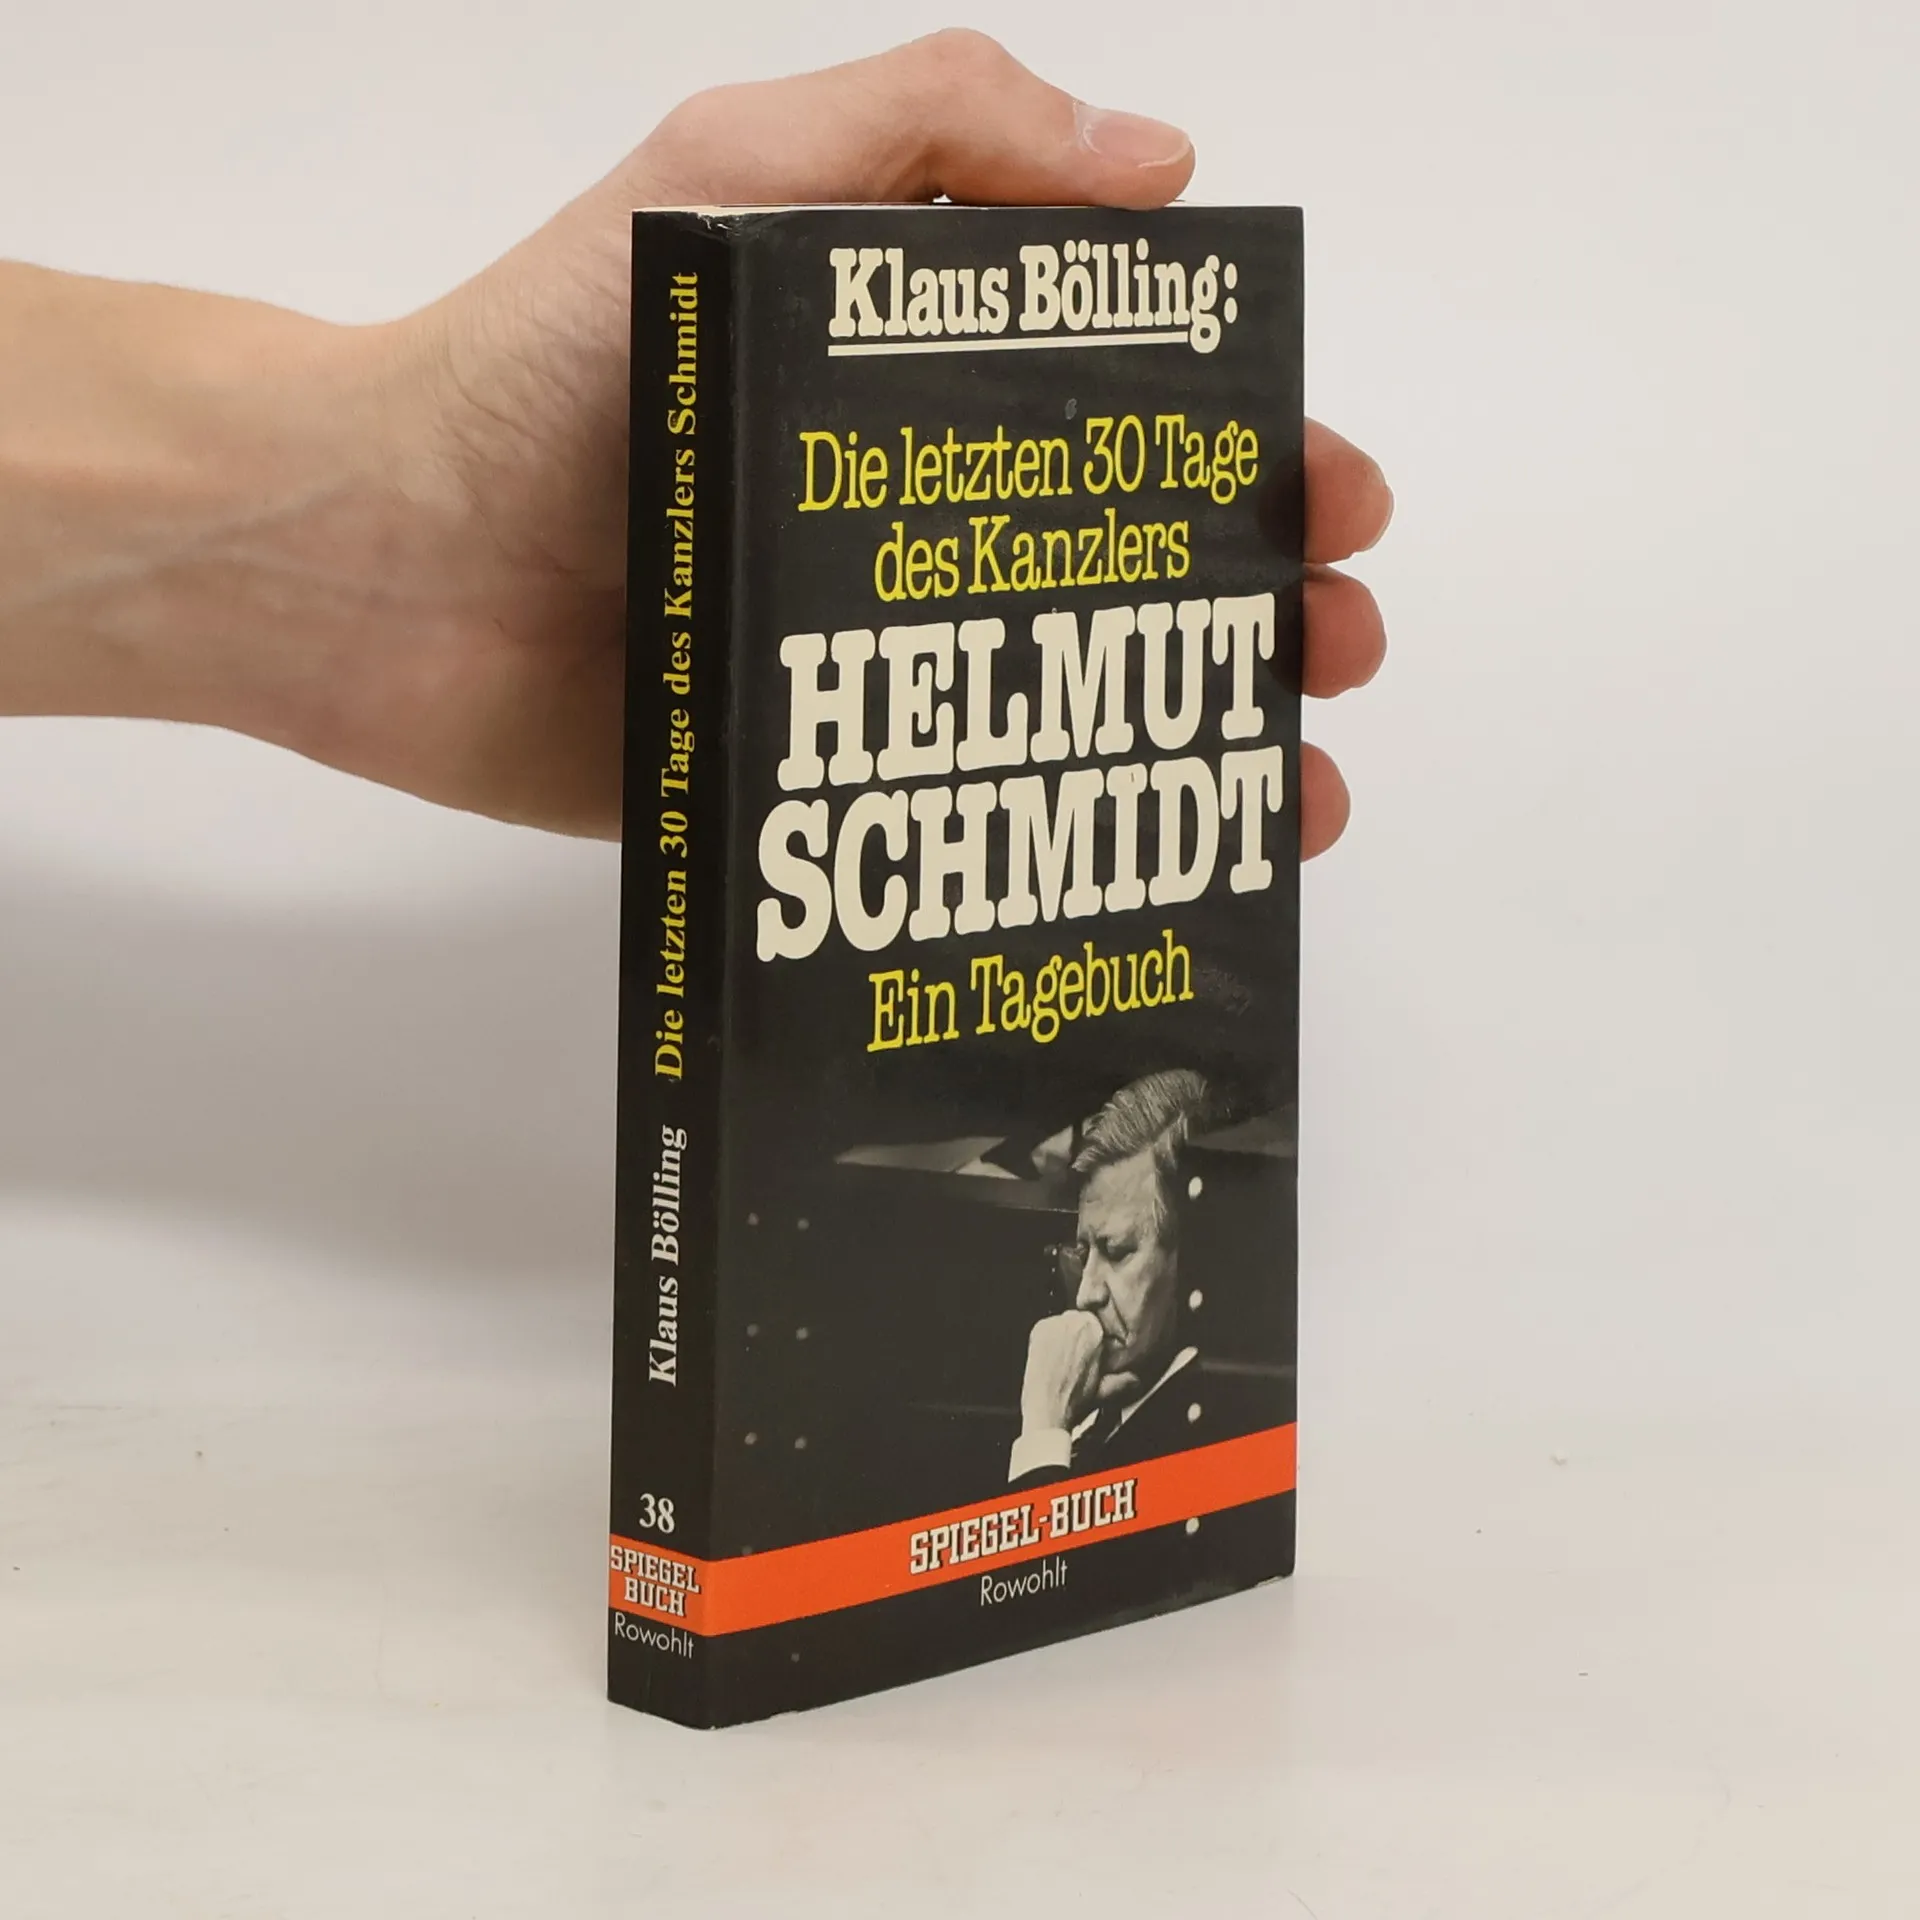 Klaus Bölling:
Die letzten 30 Tage
des Kanzlers
HELMUT
SCHMIDT
Ein Tagebuch
SPIEGEL-BUCH
Rowohlt
Klaus Bölling Die letzten 30 Tage des Kanzlers Schmidt
38
SPIEGEL
BUCH
Rowohlt